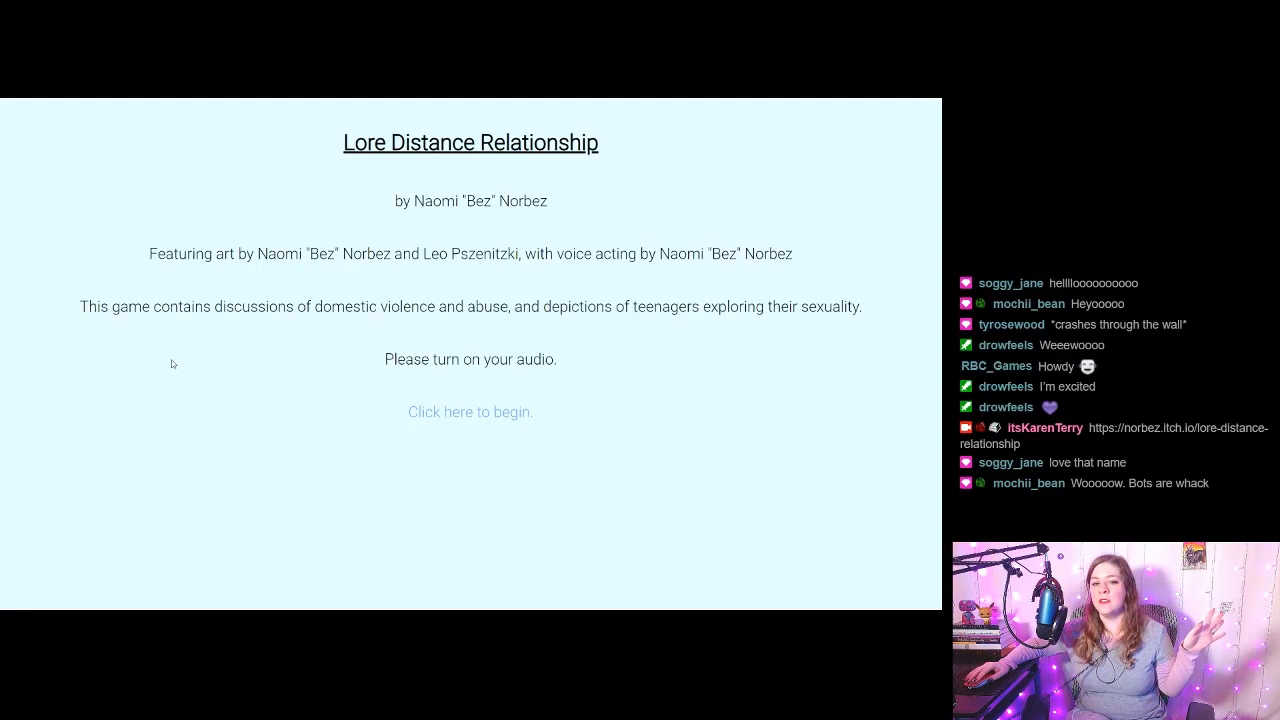 Lore Distance Relationship
by Naomi "Bez" Norbez
Featuring art by Naomi "Bez" Norbez and Leo Pszenitzki, with voice acting by Naomi "Bez" Norbez
This game contains discussions of domestic violence and abuse, and depictions of teenagers exploring their sexuality.
Please turn on your audio.
Click here to begin.
soggy_jane helllloooooooooo
mochii_bean Heyooooo
tyrosewood *crashes through the wall*
drowfeels Weeewoooo
RBC_Games Howdy
drowfeels I'm excited
drowfeels
itsKarenTerry https://norbez.itch.io/lore-distance-
relationship
soggy_jane love that name
mochii_bean Wooooow. Bots are whack